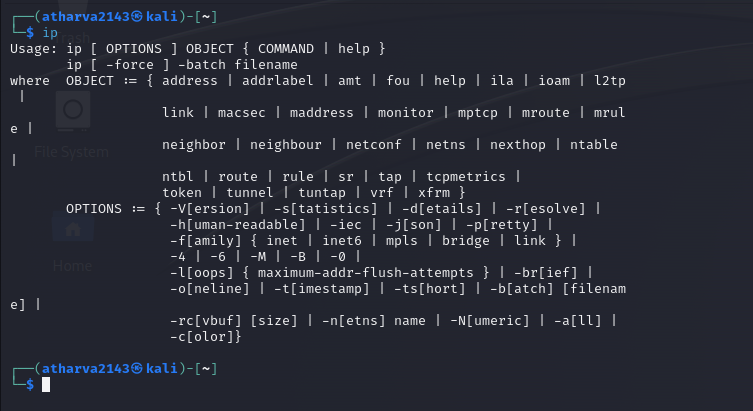 ┌──(atharva2143㉿kali)-[~]
└─$ ip
Usage: ip [ OPTIONS ] OBJECT { COMMAND | help }
       ip [ -force ] -batch filename
where  OBJECT := { address | addrlabel | amt | fou | help | ila | ioam | l2tp
 |
                   link | macsec | maddress | monitor | mptcp | mroute | mrul
e |
                   neighbor | neighbour | netconf | netns | nexthop | ntable
|
                   ntbl | route | rule | sr | tap | tcpmetrics |
                   token | tunnel | tuntap | vrf | xfrm }
       OPTIONS := { -V[ersion] | -s[tatistics] | -d[etails] | -r[esolve] |
                    -h[uman-readable] | -iec | -j[son] | -p[retty] |
                    -f[amily] { inet | inet6 | mpls | bridge | link } |
                    -4 | -6 | -M | -B | -0 |
                    -l[oops] { maximum-addr-flush-attempts } | -br[ief] |
                    -o[neline] | -t[imestamp] | -ts[hort] | -b[atch] [filenam
e] |
                    -rc[vbuf] [size] | -n[etns] name | -N[umeric] | -a[ll] |
                    -c[olor]}
┌──(atharva2143㉿kali)-[~]
└─$
File System
Home